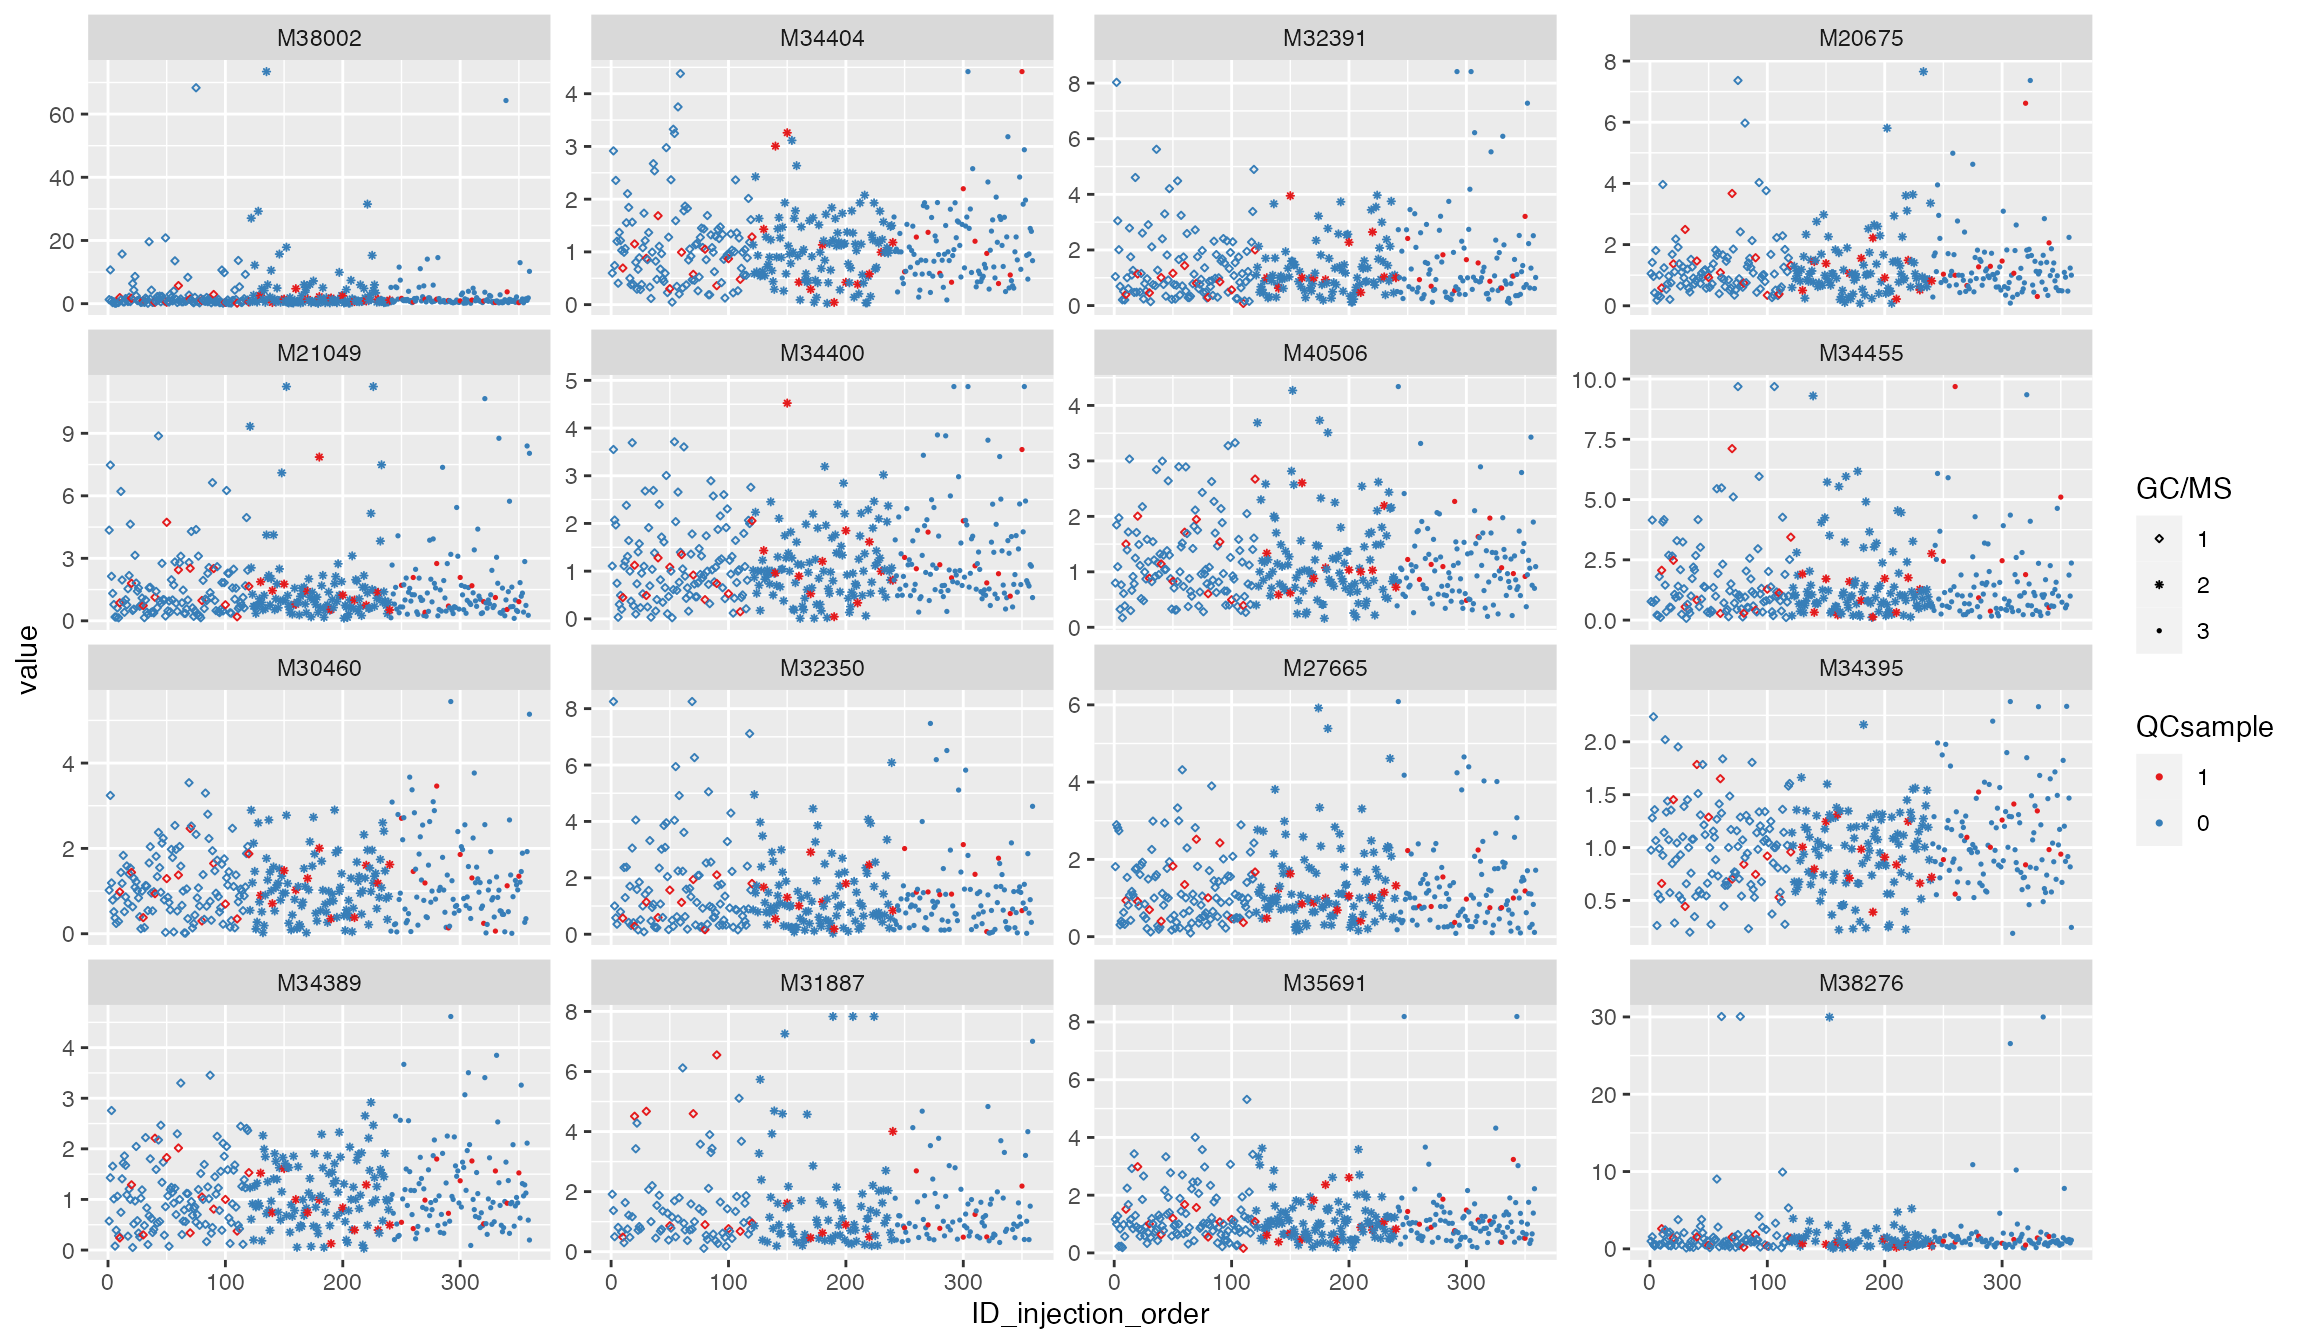 M38002 M34404 M32391 M20675
60 40 20 0
4 3 2 1 0
8 6 4 2 0
8 6 4 2 0
M21049 M34400 M40506 M34455
9 6 3 0
5 4 3 2 1 0
4 3 2 1 0
10.0 7.5 5.0 2.5 0.0
M30460 M32350 M27665 M34395
4 2 0
8 6 4 2 0
6 4 2 0
2.0 1.5 1.0 0.5
M34389 M31887 M35691 M38276
4 3 2 1 0
8 6 4 2 0
8 6 4 2 0
30 20 10 0
0 100 200 300 0 100 200 300 0 100 200 300 0 100 200 300
ID_injection_order
value
GC/MS
1
2
3
QCsample
1
0